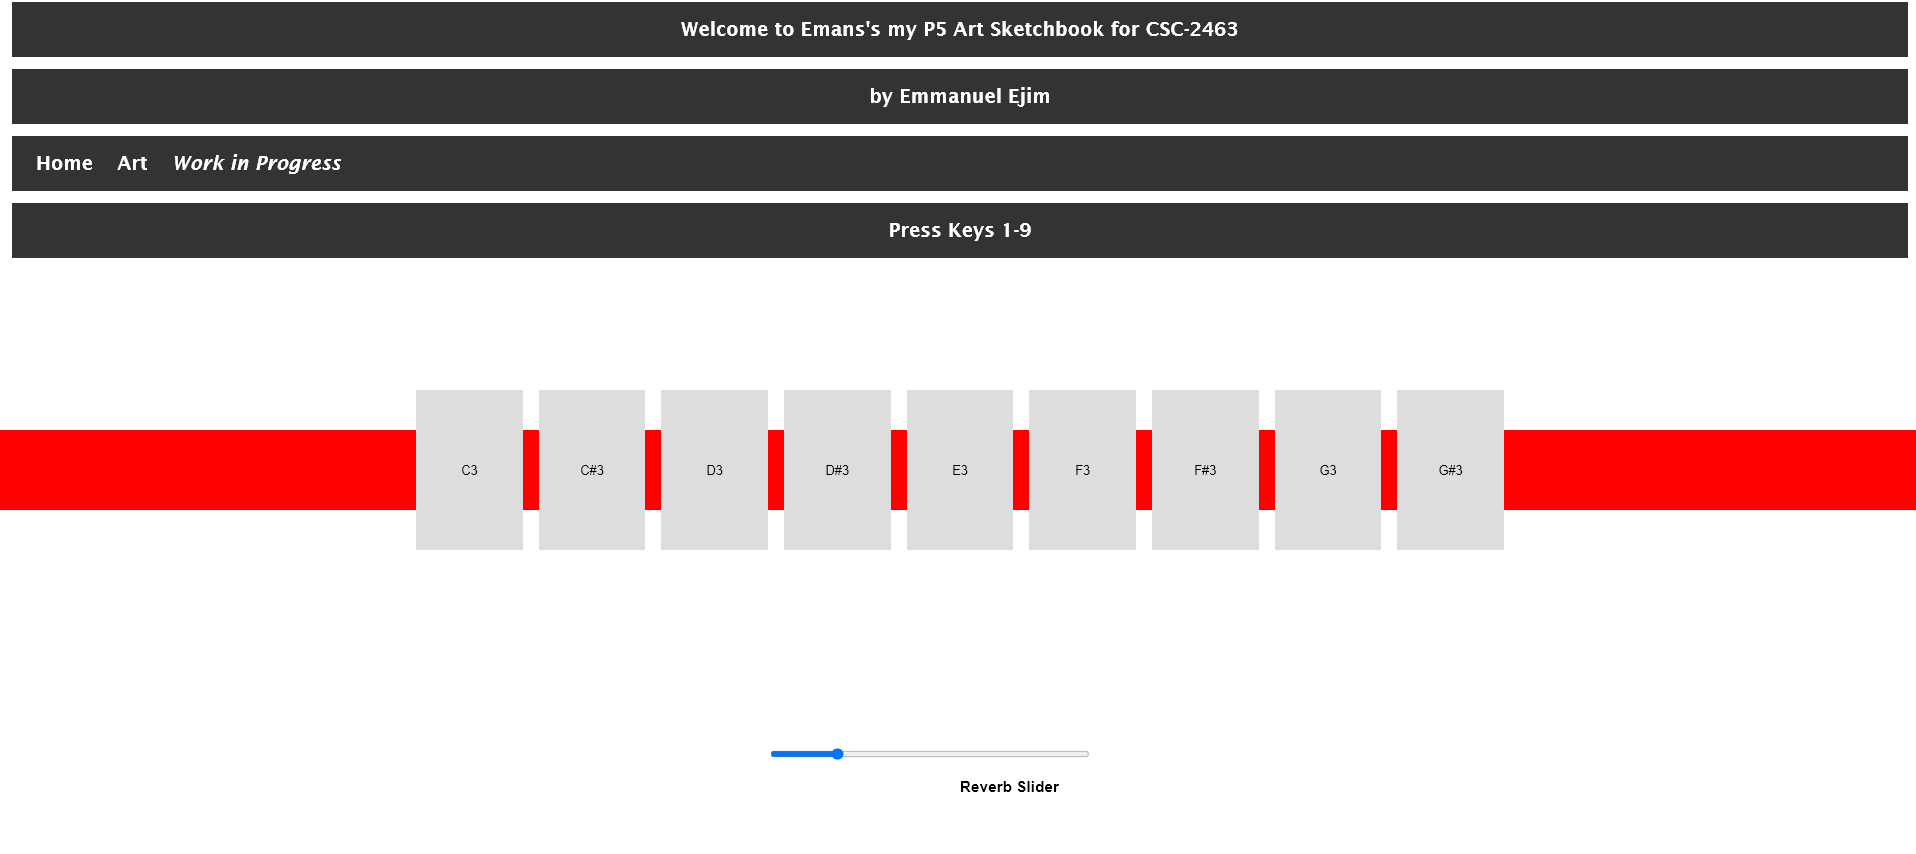 Welcome to Emans's my P5 Art Sketchbook for CSC-2463
by Emmanuel Ejim
Home Art Work in Progress
Press Keys 1-9
C3 C#3 D3 D#3 E3 F3 F#3 G3 G#3
Reverb Slider